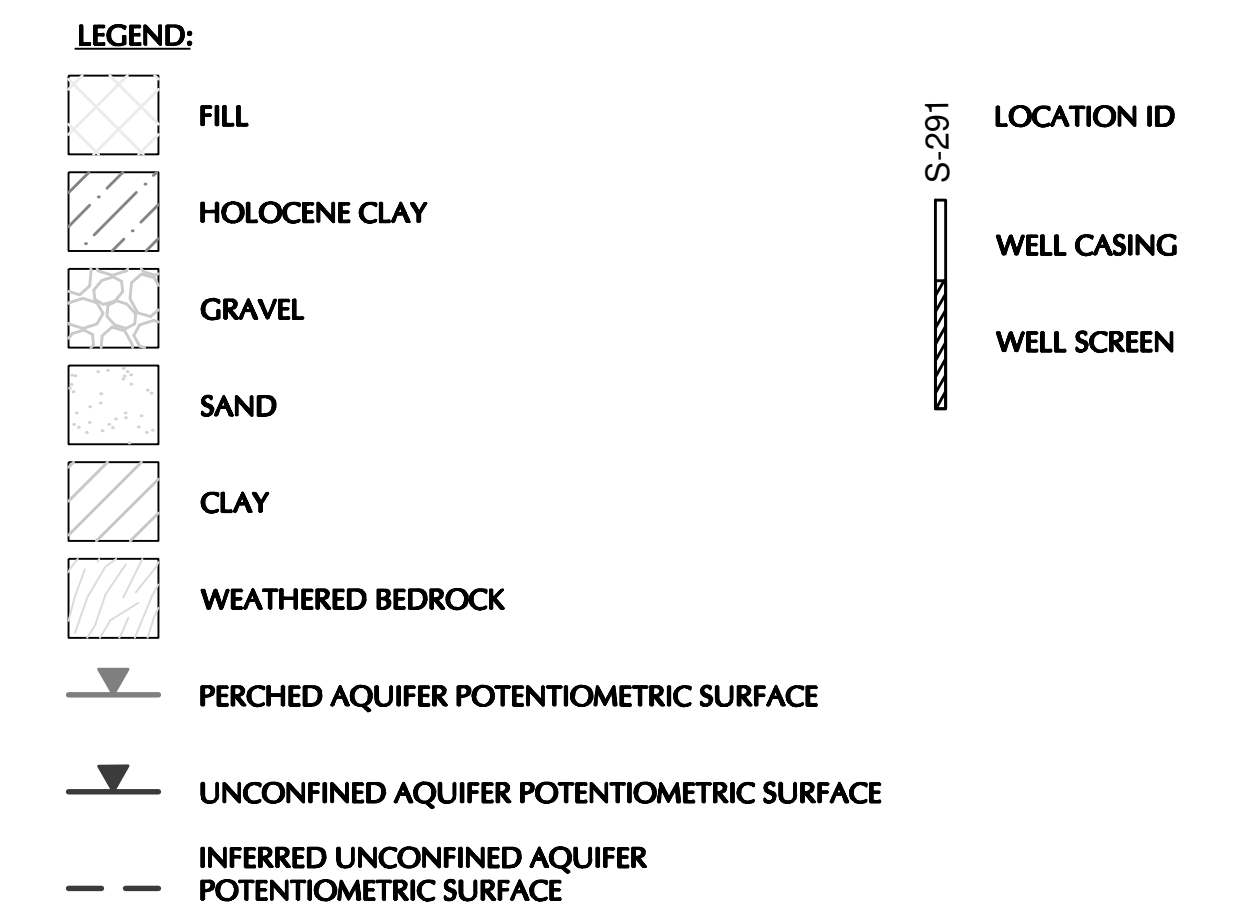 LEGEND:
FILL
HOLOCENE CLAY
GRAVEL
SAND
CLAY
WEATHERED BEDROCK
PERCHED AQUIFER POTENTIOMETRIC SURFACE
UNCONFINED AQUIFER POTENTIOMETRIC SURFACE
INFERRED UNCONFINED AQUIFER
POTENTIOMETRIC SURFACE
S-291
LOCATION ID
WELL CASING
WELL SCREEN